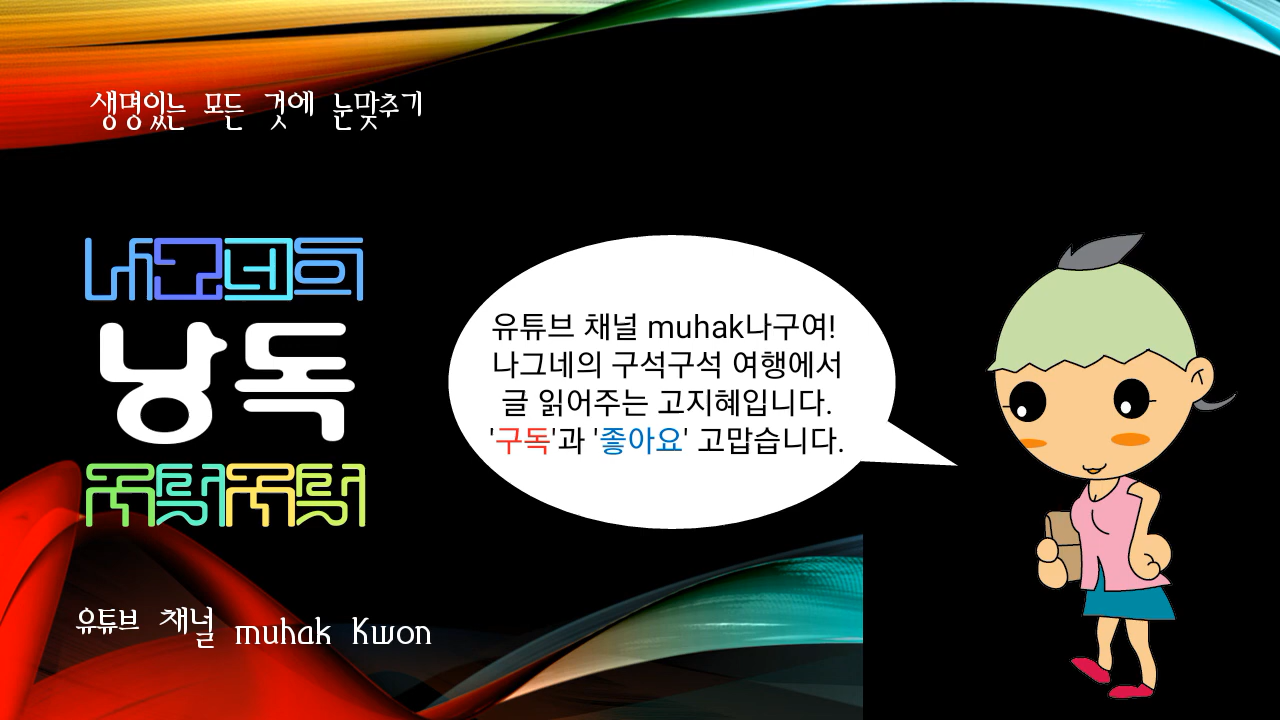 생명있는 모든 것에 눈맞추기
나그네의
낭독
구석구석
유튜브 채널 muhak나구여!
나그네의 구석구석 여행에서
글 읽어주는 고지혜입니다.
'구독'과 '좋아요' 고맙습니다.
유튜브 채널 muhak Kwon